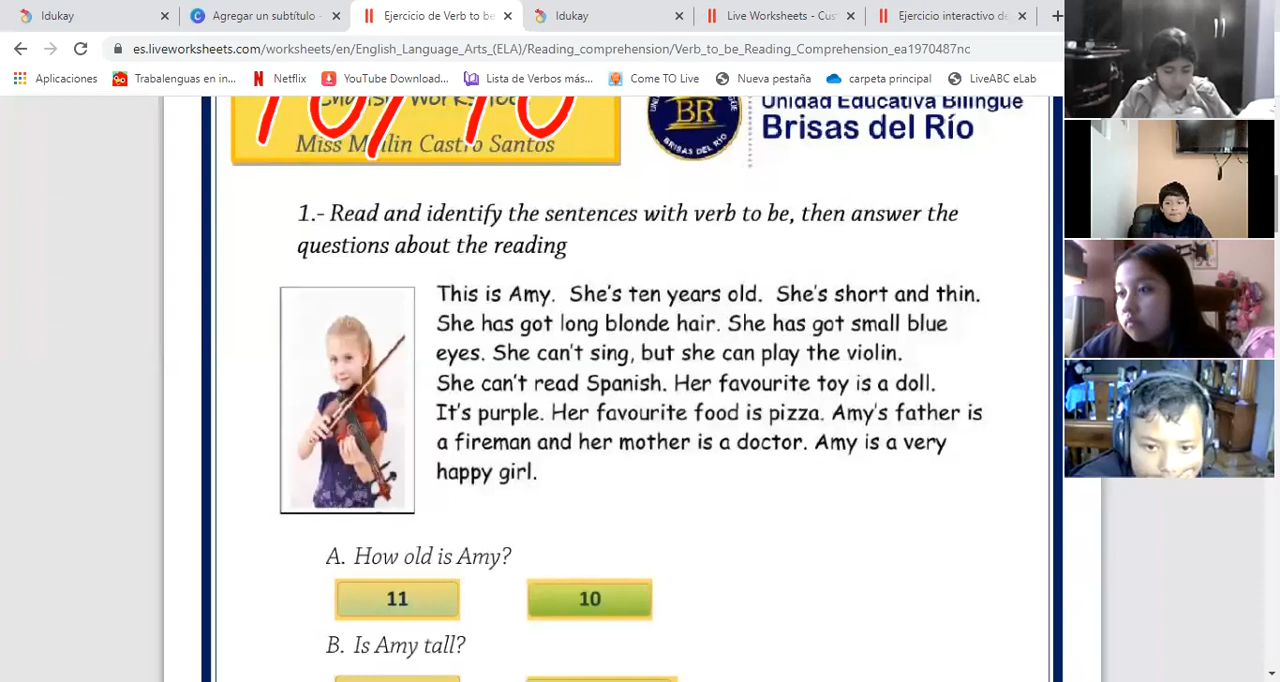 Idukay
Agregar un subtítulo -
Ejercicio de Verb to be
Idukay
Live Worksheets - Cus
Ejercicio interactivo de
es.liveworksheets.com/worksheets/en/English_Language_Arts_(ELA)/Reading_comprehension/Verb_to_be_Reading_Comprehension_ea1970487nc
Aplicaciones
Trabalenguas en in...
Netflix
YouTube Download...
Lista de Verbos más...
Come TO Live
Nueva pestaña
carpeta principal
LiveABC eLab
10/10
Miss M lin Castro Santos
BR
BRISAS DEL RÍO
Unidad Educativa Bilingüe
Brisas del Río
1.- Read and identify the sentences with verb to be, then answer the
questions about the reading
This is Amy. She's ten years old. She's short and thin.
She has got long blonde hair. She has got small blue
eyes. She can't sing, but she can play the violin.
She can't read Spanish. Her favourite toy is a doll.
It's purple. Her favourite food is pizza. Amy's father is
a fireman and her mother is a doctor. Amy is a very
happy girl.
A. How old is Amy?
11
10
B. Is Amy tall?